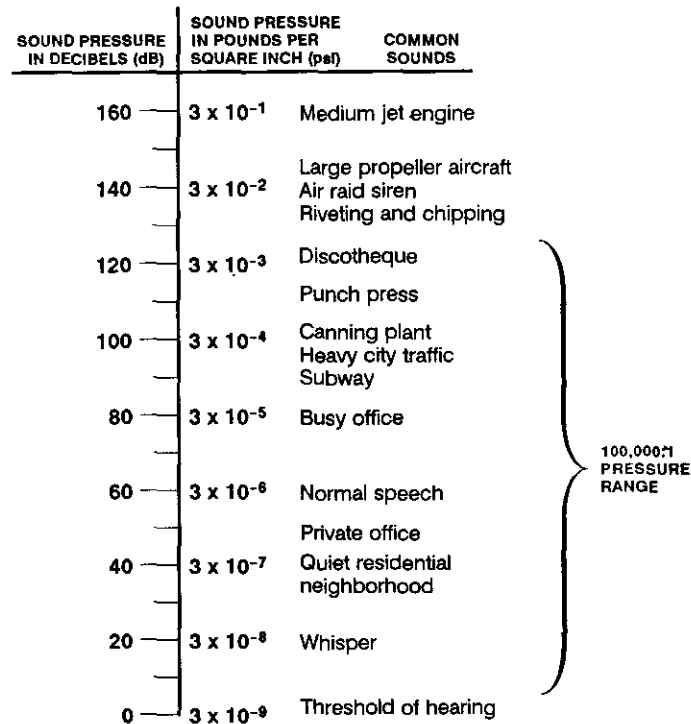 SOUND PRESSURE
IN DECIBELS (dB)
SOUND PRESSURE
IN POUNDS PER
SQUARE INCH (psi)
COMMON
SOUNDS
160 3 x 10⁻¹ Medium jet engine
Large propeller aircraft
140 3 x 10⁻² Air raid siren
Riveting and chipping
120 3 x 10⁻³ Discotheque
Punch press
100 3 x 10⁻⁴ Canning plant
Heavy city traffic
Subway
80 3 x 10⁻⁵ Busy office
100,000:1
PRESSURE
RANGE
60 3 x 10⁻⁶ Normal speech
Private office
40 3 x 10⁻⁷ Quiet residential
neighborhood
20 3 x 10⁻⁸ Whisper
0 3 x 10⁻⁹ Threshold of hearing